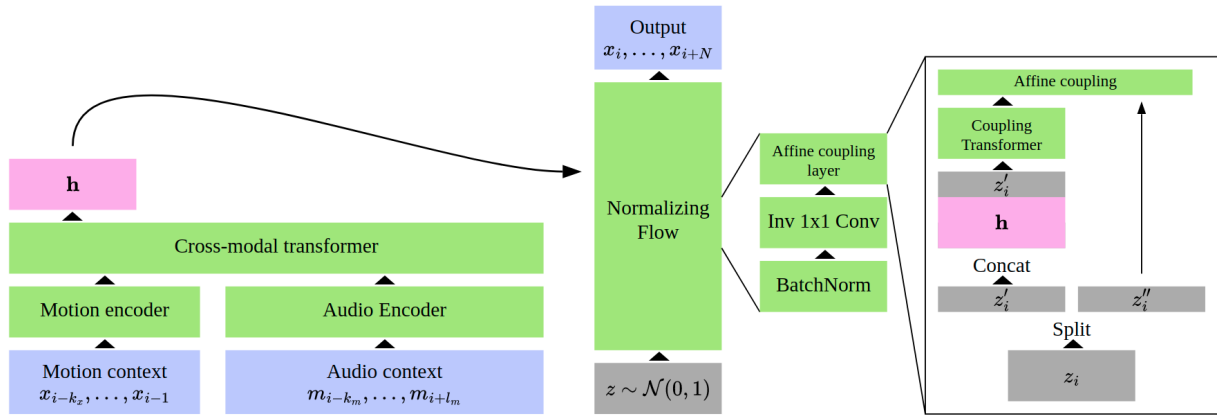 Output
x_i, . . . , x_{i+N}
h
Cross-modal transformer
Motion encoder
Audio Encoder
Motion context
x_{i−k_x}, . . . , x_{i−1}
Audio context
m_{i−k_m}, . . . , m_{i+l_m}
Normalizing
Flow
z ∼ 𝒩(0, 1)
Affine coupling
layer
Inv 1x1 Conv
BatchNorm
Affine coupling
Coupling
Transformer
z′_i
h
Concat
z′_i
z″_i
Split
z_i